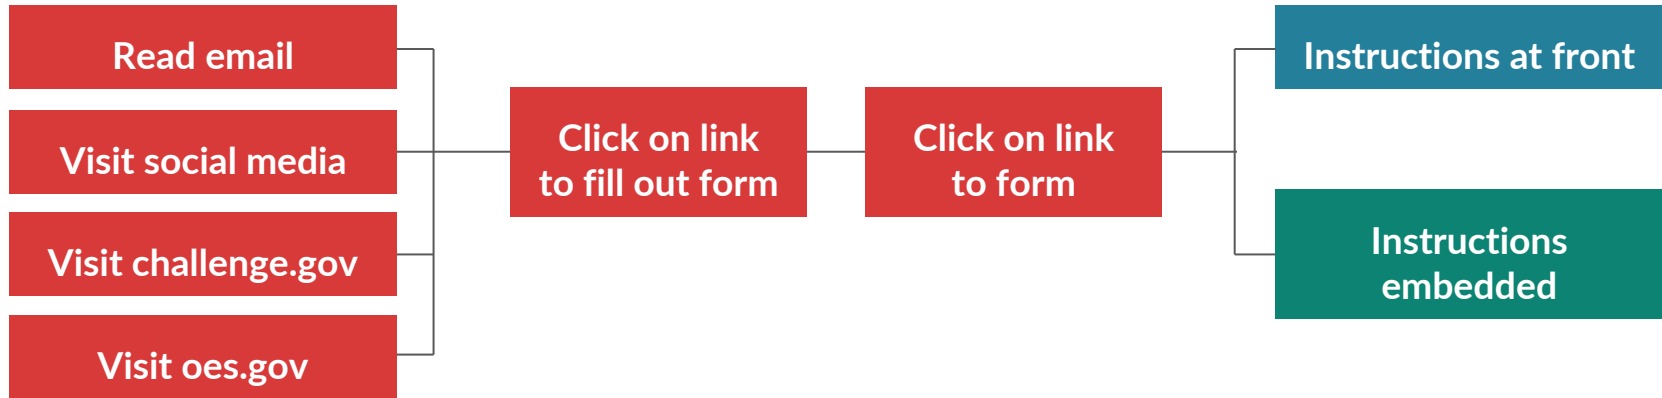 Read email
Visit social media
Visit challenge.gov
Visit oes.gov
Click on link
to fill out form
Click on link
to form
Instructions at front
Instructions
embedded